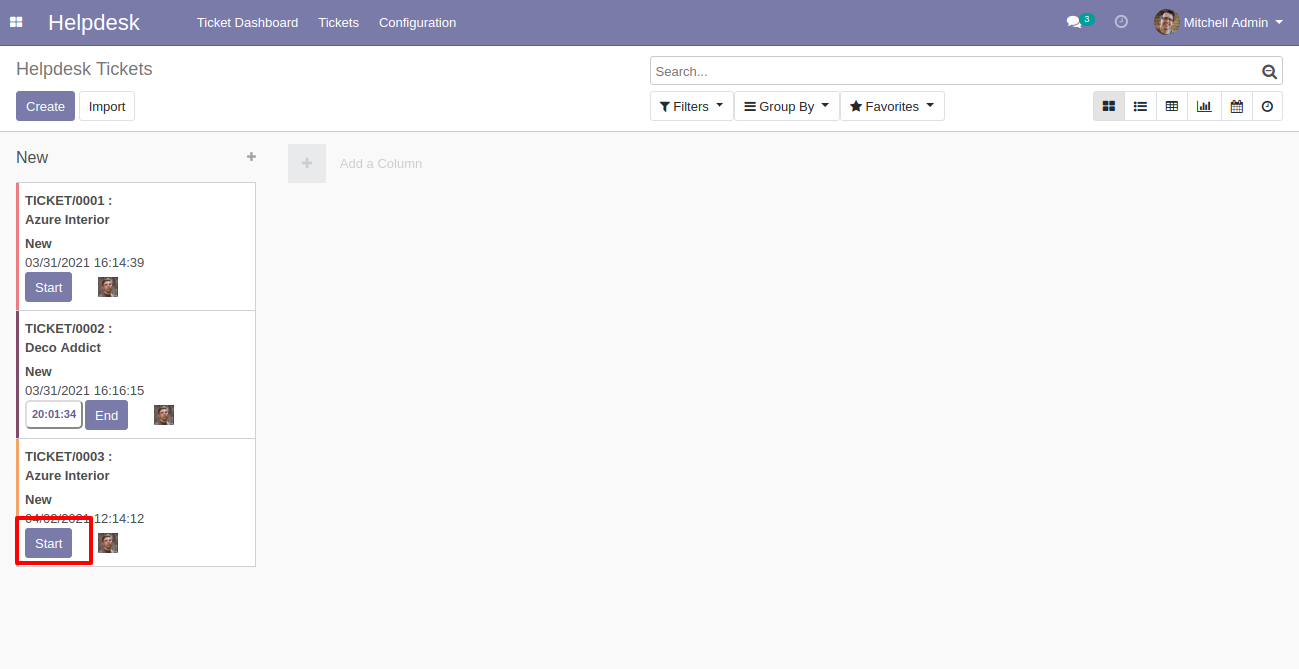 Helpdesk Ticket Dashboard Tickets Configuration 3 Mitchell Admin
Helpdesk Tickets
Search...
Create Import
Filters Group By Favorites
New
Add a Column
TICKET/0001 :
Azure Interior
New
03/31/2021 16:14:39
Start
TICKET/0002 :
Deco Addict
New
03/31/2021 16:16:15
20:01:34 End
TICKET/0003 :
Azure Interior
New
04/02/2021 12:14:12
Start